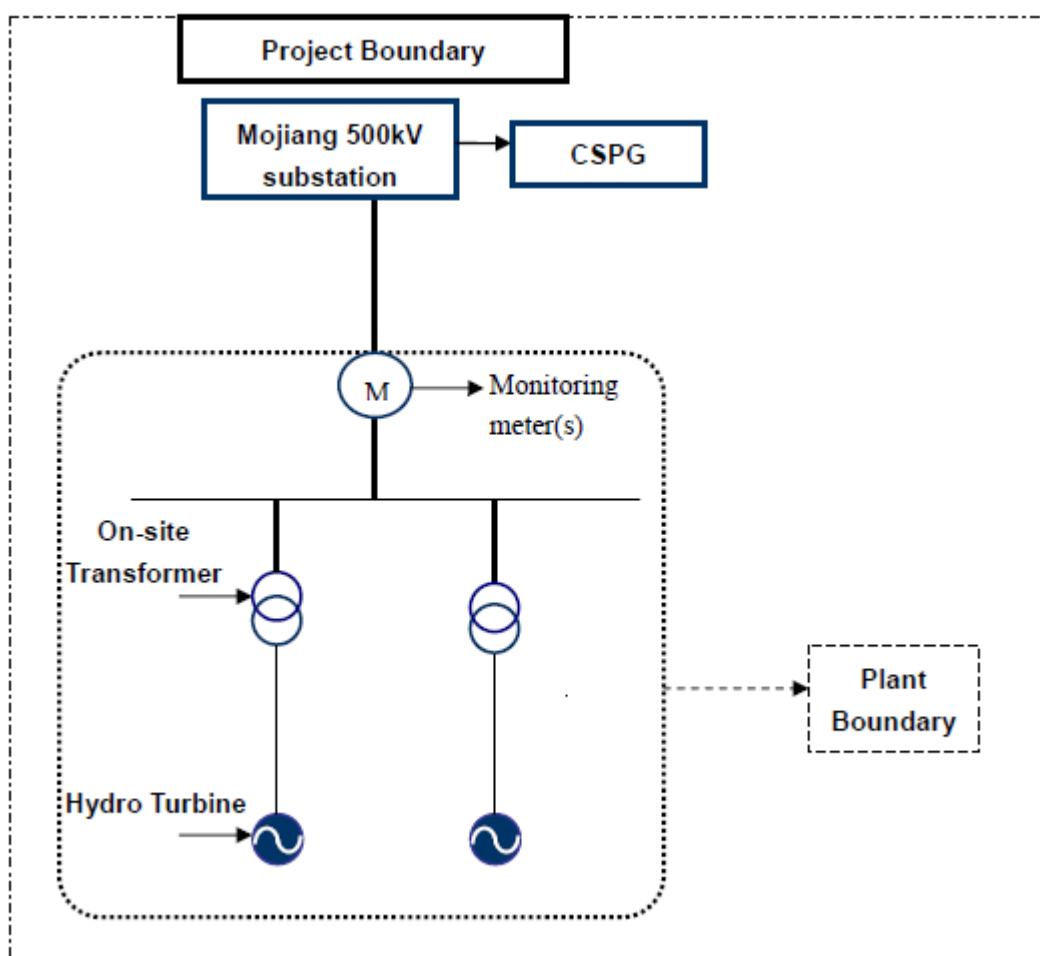 Project Boundary
Mojiang 500kV
substation
CSPG
M
Monitoring
meter(s)
On-site
Transformer
Plant
Boundary
Hydro Turbine